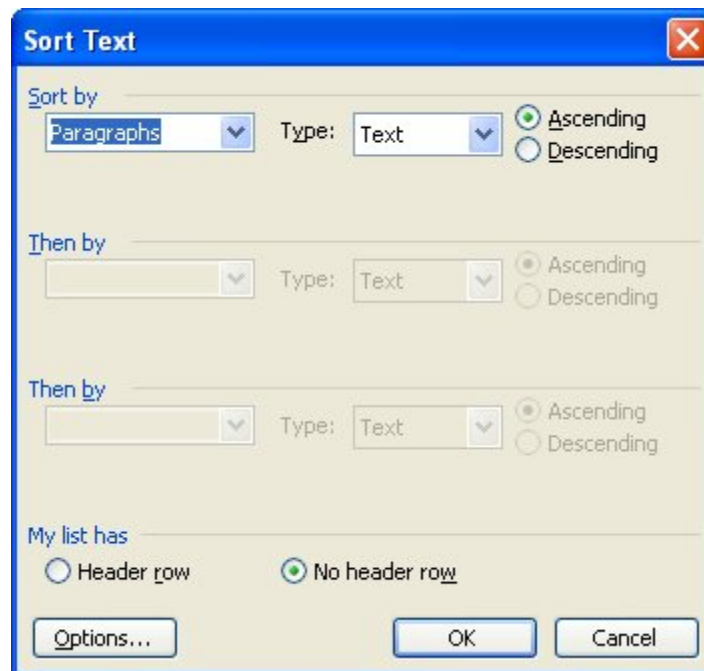 Sort Text
Sort by
Paragraphs Type: Text Ascending
Descending
Then by
Type: Text Ascending
Descending
Then by
Type: Text Ascending
Descending
My list has
Header row No header row
Options... OK Cancel